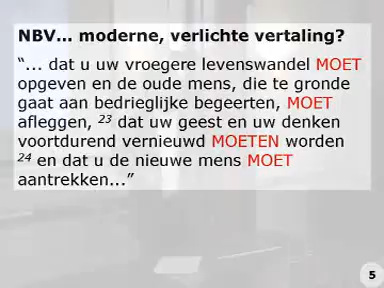 NBV... moderne, verlichte vertaling?
“... dat u uw vroegere levenswandel MOET
opgeven en de oude mens, die te gronde
gaat aan bedrieglijke begeerten, MOET
afleggen, 23 dat uw geest en uw denken
voortdurend vernieuwd MOETEN worden
24 en dat u de nieuwe mens MOET
aantrekken...”
5